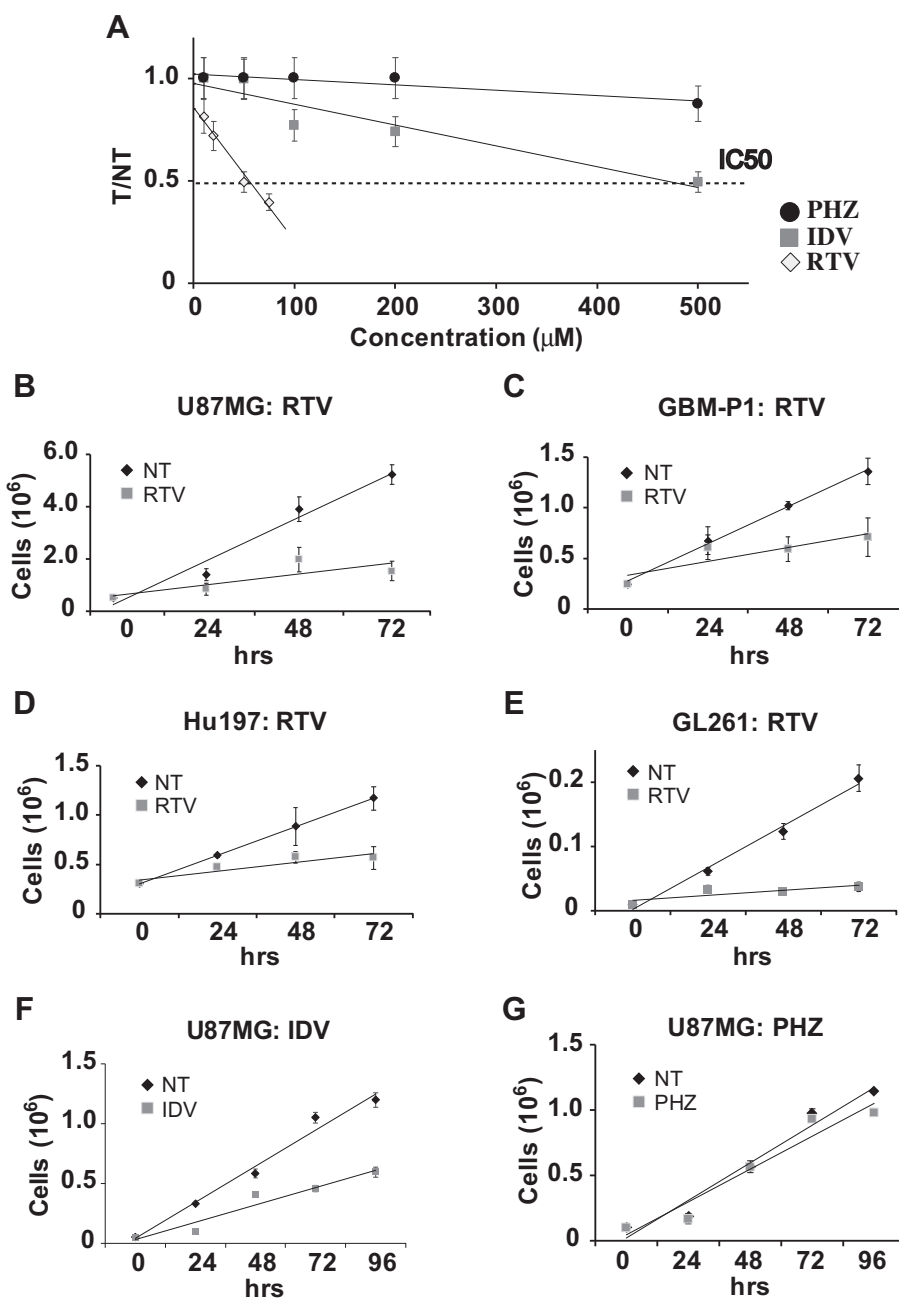 A
T/NT
1.0
0.5
0
0
100
200
300
400
500
Concentration (μM)
IC50
PHZ
IDV
RTV
B
U87MG: RTV
Cells (10⁶)
6.0
4.0
2.0
0
NT
RTV
0
24
48
72
hrs
C
GBM-P1: RTV
Cells (10⁶)
1.5
1.0
0.5
0
NT
RTV
0
24
48
72
hrs
D
Hu197: RTV
Cells (10⁶)
1.5
1.0
0.5
0
NT
RTV
0
24
48
72
hrs
E
GL261: RTV
Cells (10⁶)
0.2
0.1
0
NT
RTV
0
24
48
72
hrs
F
U87MG: IDV
Cells (10⁶)
1.5
1.0
0.5
0
NT
IDV
0
24
48
72
96
hrs
G
U87MG: PHZ
Cells (10⁶)
1.5
1.0
0.5
0
NT
PHZ
0
24
48
72
96
hrs